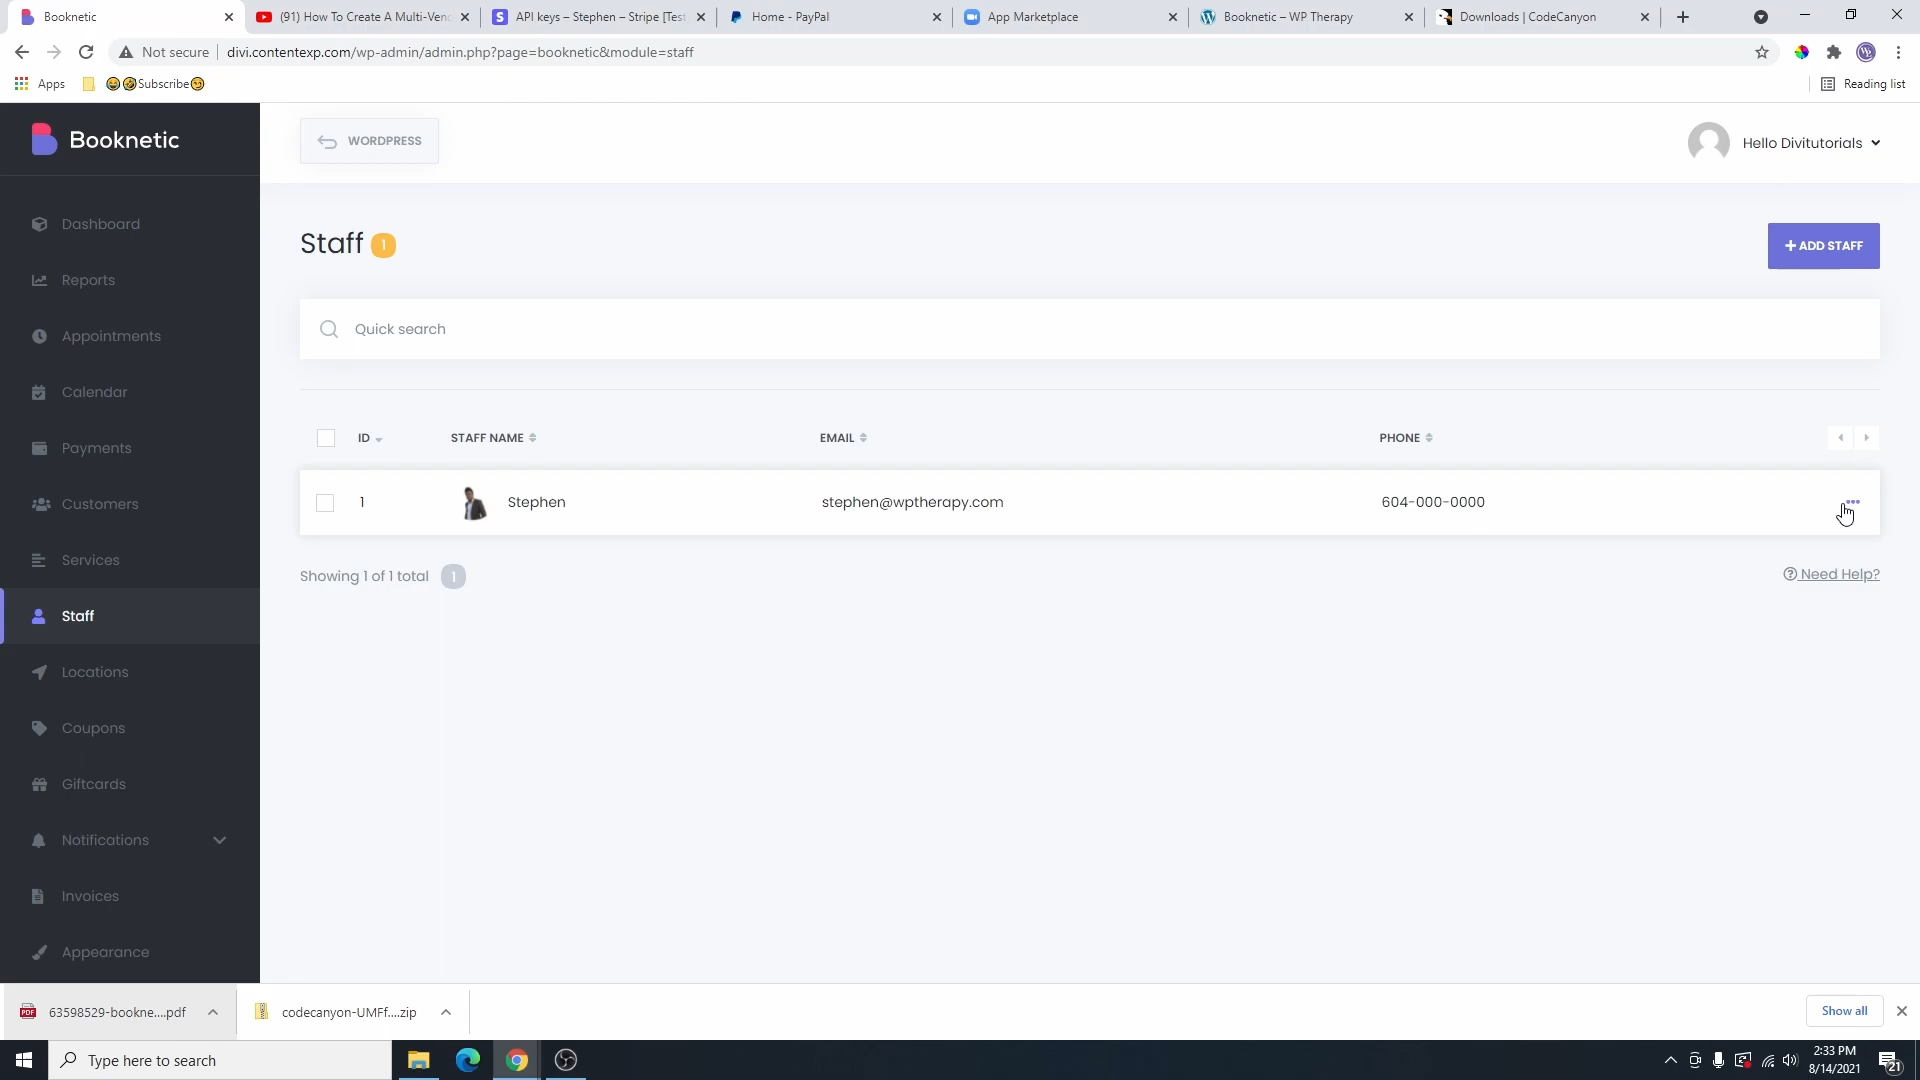 Booknetic
(91) How To Create A Multi-Venc
API keys – Stephen – Stripe [Test
Home - PayPal
App Marketplace
Booknetic – WP Therapy
Downloads | CodeCanyon
Not secure
divi.contentexp.com/wp-admin/admin.php?page=booknetic&module=staff
Apps
😂🤣Subscribe😏
Reading list
Booknetic
WORDPRESS
Hello Divitutorials
Dashboard
Reports
Appointments
Calendar
Payments
Customers
Services
Staff
Locations
Coupons
Giftcards
Notifications
Invoices
Appearance
Staff 1
+ ADD STAFF
Quick search
ID STAFF NAME EMAIL PHONE
1 Stephen stephen@wptherapy.com 604-000-0000
Showing 1 of 1 total 1
Need Help?
63598529-bookne....pdf
codecanyon-UMFf....zip
Show all
Type here to search
2:33 PM
8/14/2021
21